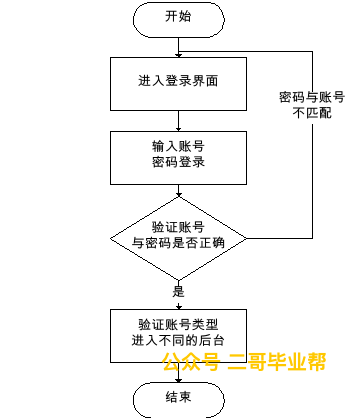 开始
进入登录界面
密码与账号
不匹配
输入账号
密码登录
验证账号
与密码是否正确
是
验证账号类型
进入不同的后台
公众号 二哥毕业帮
结束